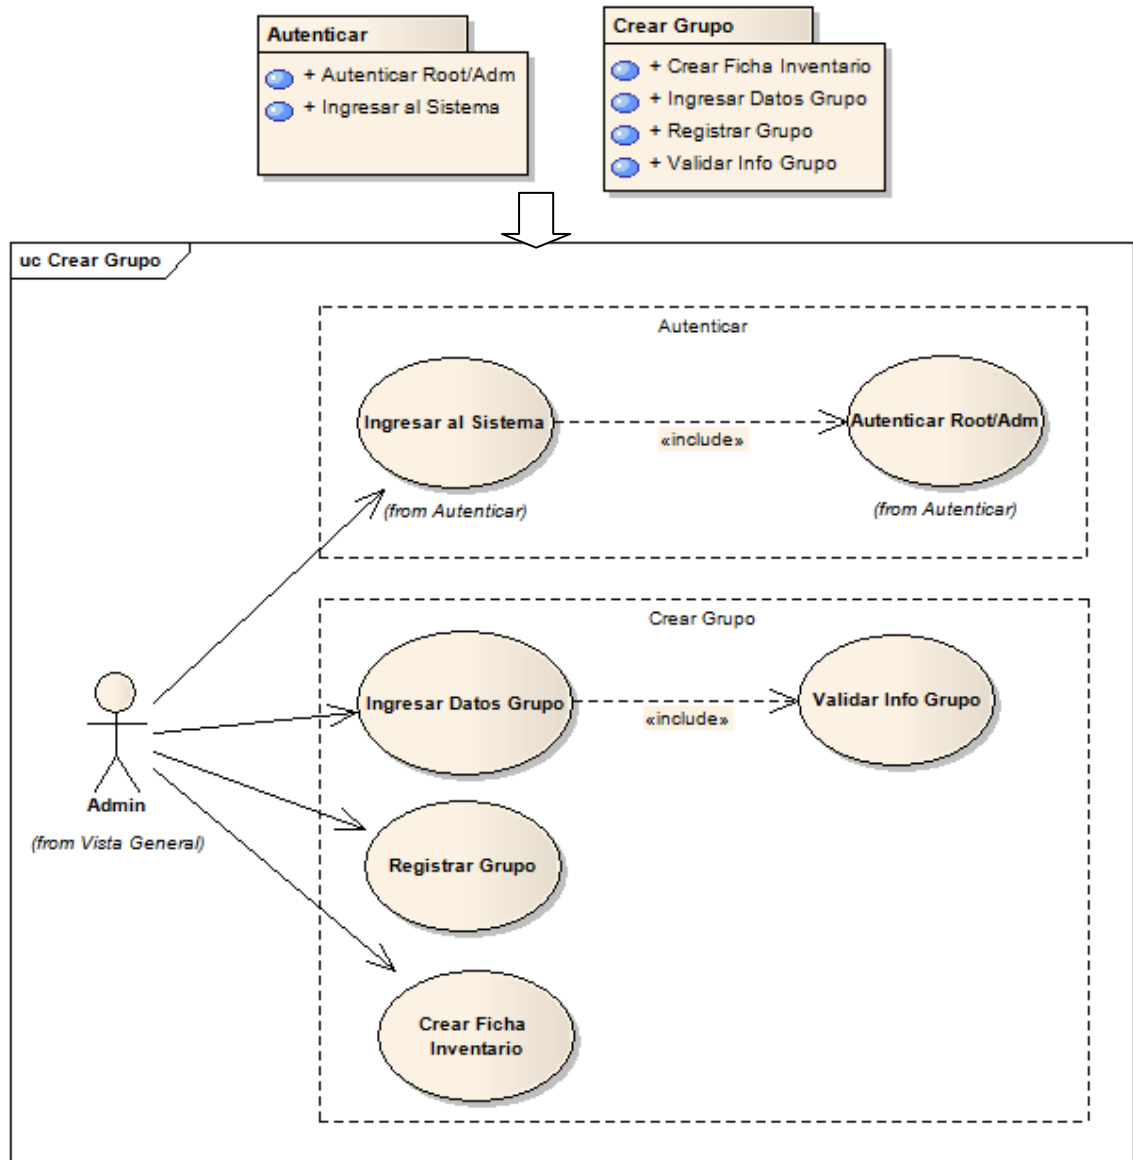 Autenticar
+ Autenticar Root/Adm
+ Ingresar al Sistema
Crear Grupo
+ Crear Ficha Inventario
+ Ingresar Datos Grupo
+ Registrar Grupo
+ Validar Info Grupo
uc Crear Grupo
Autenticar
Ingresar al Sistema
«include»
Autenticar Root/Adm
(from Autenticar)
(from Autenticar)
Crear Grupo
Ingresar Datos Grupo
«include»
Validar Info Grupo
Admin
(from Vista General)
Registrar Grupo
Crear Ficha
Inventario